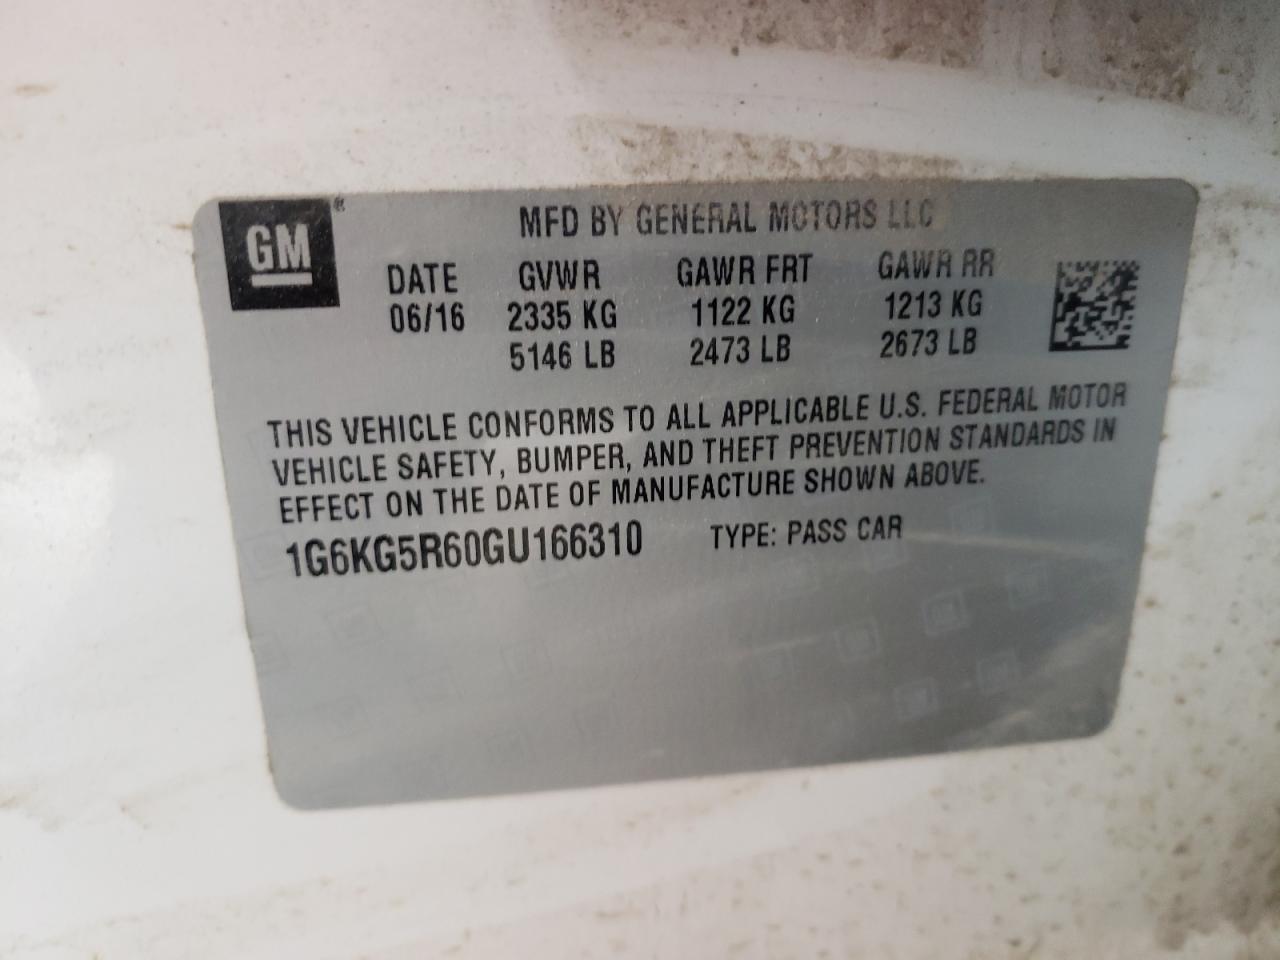 GM®
MFD BY GENERAL MOTORS LLC
DATE GVWR GAWR FRT GAWR RR
06/16 2335 KG 1122 KG 1213 KG
5146 LB 2473 LB 2673 LB
THIS VEHICLE CONFORMS TO ALL APPLICABLE U.S. FEDERAL MOTOR
VEHICLE SAFETY, BUMPER, AND THEFT PREVENTION STANDARDS IN
EFFECT ON THE DATE OF MANUFACTURE SHOWN ABOVE.
1G6KG5R60GU166310 TYPE: PASS CAR